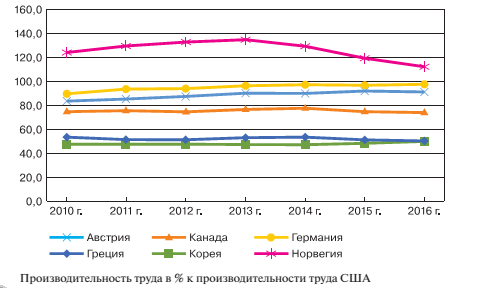 160,0
140,0
120,0
100,0
80,0
60,0
40,0
20,0
0,0
2010 г. 2011 г. 2012 г. 2013 г. 2014 г. 2015 г. 2016 г.
Австрия Канада Германия
Греция Корея Норвегия
Производительность труда в % к производительности труда США